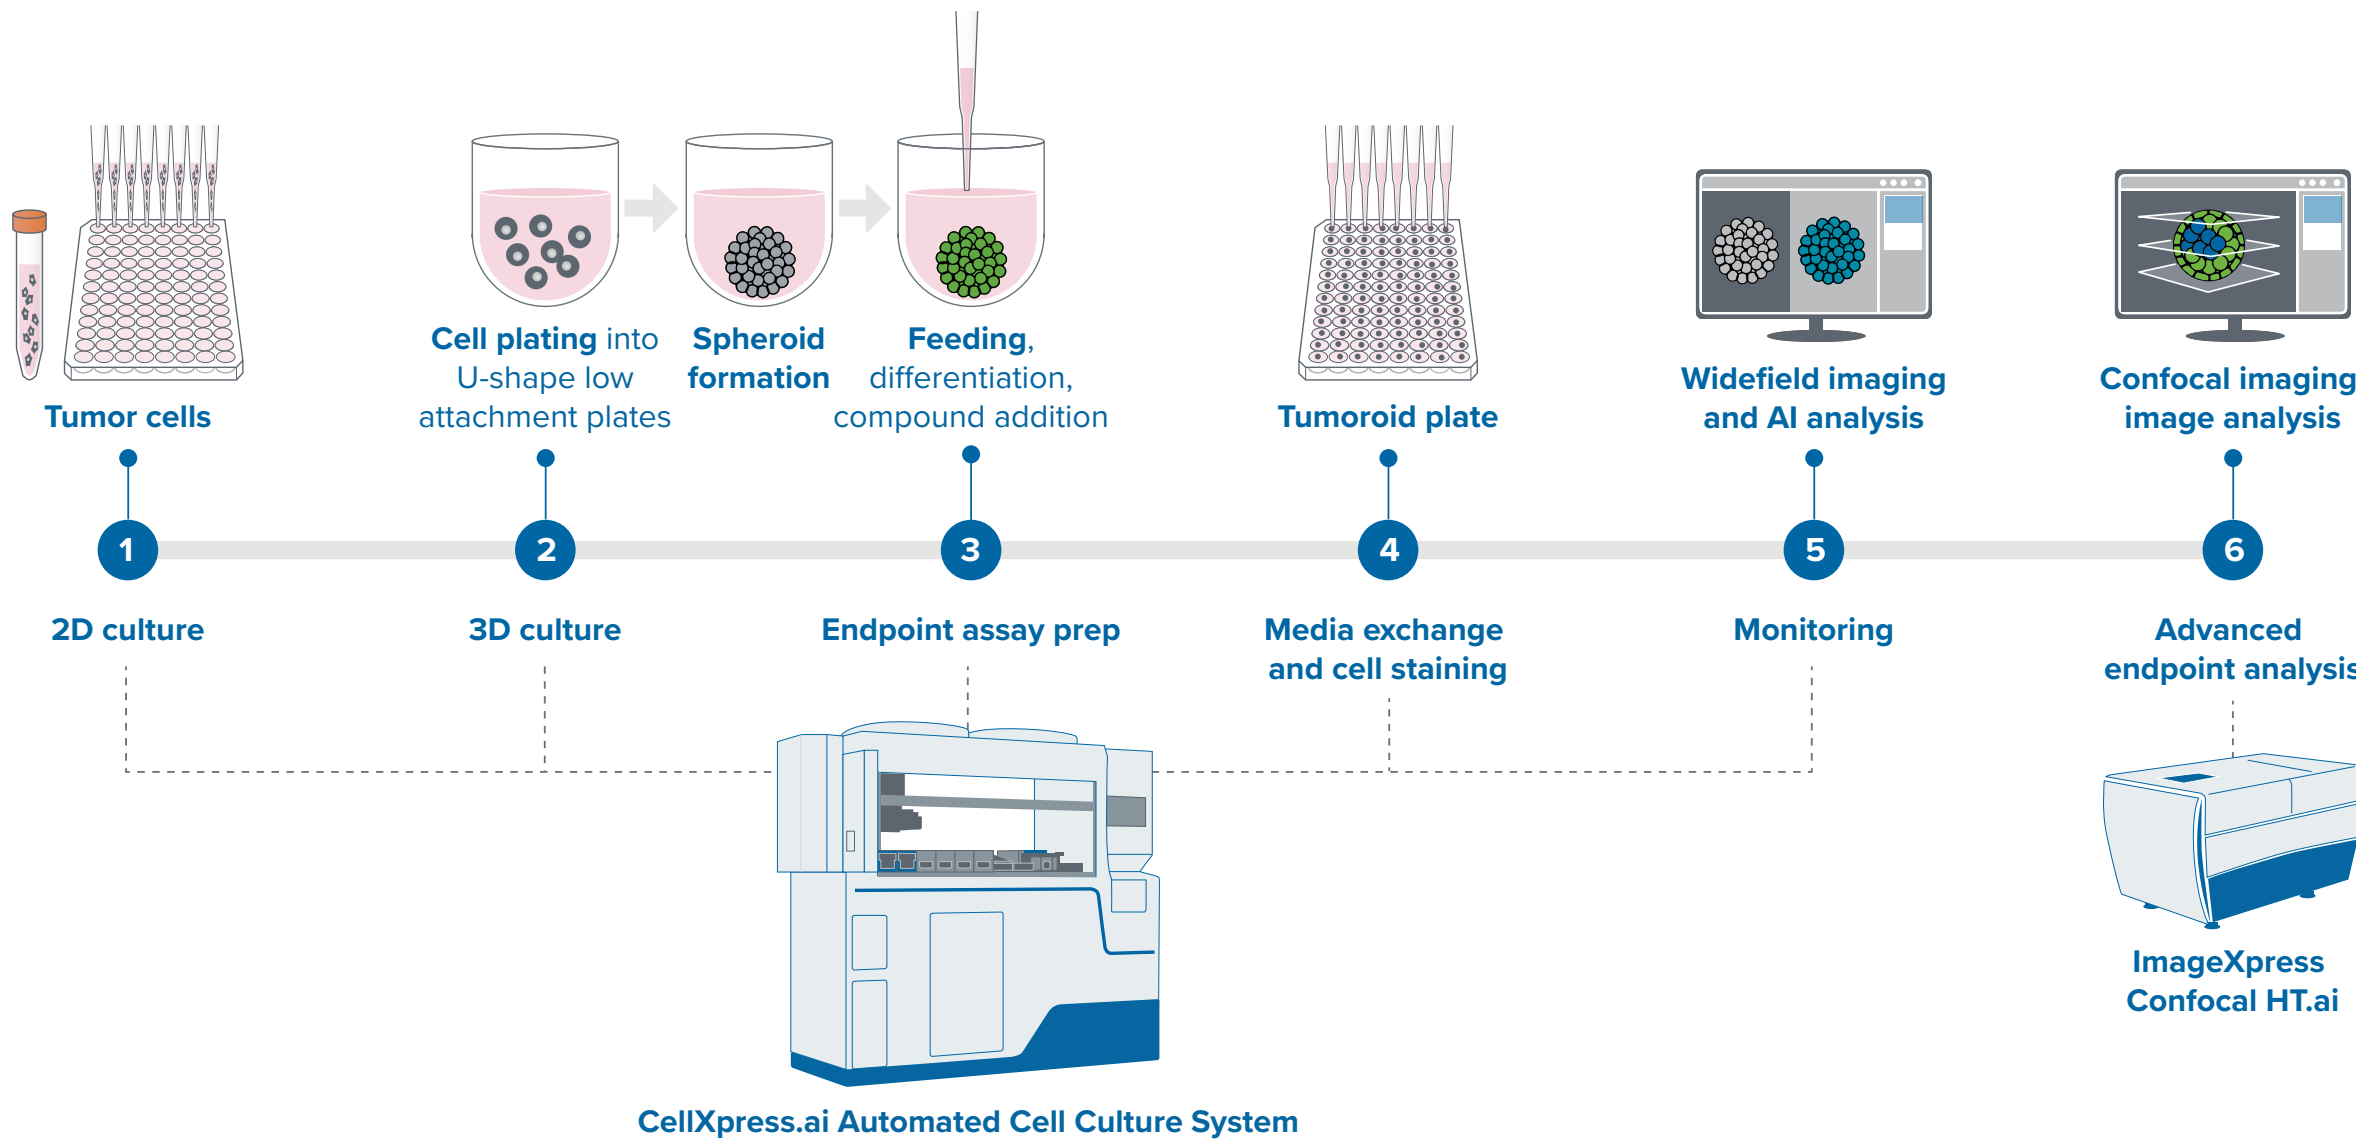 Tumor cells
Cell plating into
U-shape low
attachment plates
Spheroid
formation
Feeding,
differentiation,
compound addition
Tumoroid plate
Widefield imaging
and AI analysis
Confocal imaging
image analysis
1
2
3
4
5
6
2D culture
3D culture
Endpoint assay prep
Media exchange
and cell staining
Monitoring
Advanced
endpoint analysis
CellXpress.ai Automated Cell Culture System
ImageXpress
Confocal HT.ai